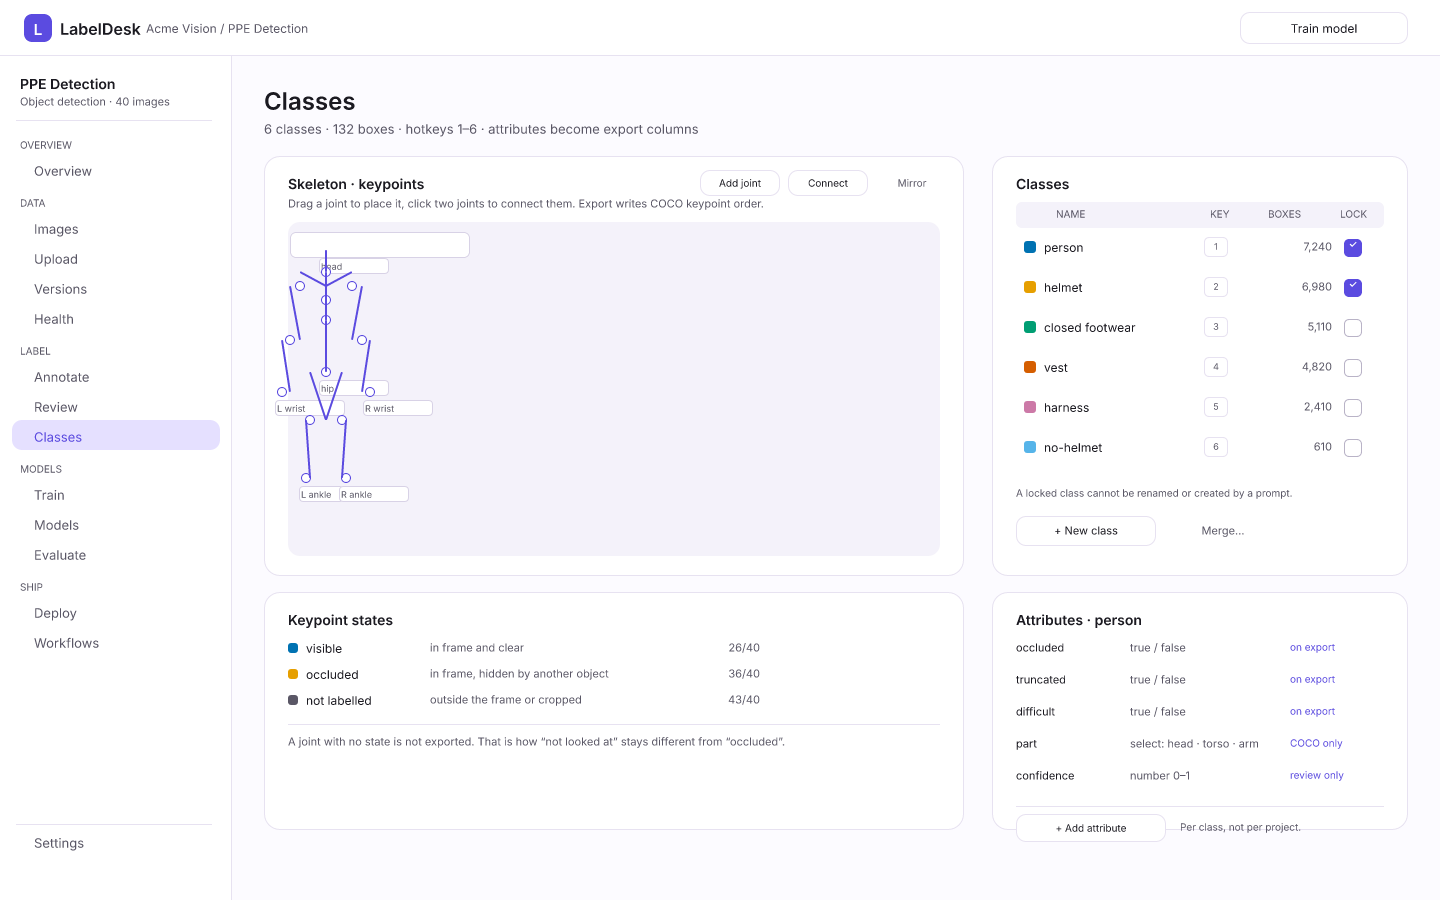 L LabelDesk Acme Vision / PPE Detection
Train model
PPE Detection
Object detection · 40 images
OVERVIEW
Overview
DATA
Images
Upload
Versions
Health
LABEL
Annotate
Review
Classes
MODELS
Train
Models
Evaluate
SHIP
Deploy
Workflows
Settings
Classes
6 classes · 132 boxes · hotkeys 1–6 · attributes become export columns
Skeleton · keypoints
Add joint
Connect
Mirror
Drag a joint to place it, click two joints to connect them. Export writes COCO keypoint order.
head
hip
L wrist
R wrist
L ankle
R ankle
Classes
NAME KEY BOXES LOCK
person 1 7,240
helmet 2 6,980
closed footwear 3 5,110
vest 4 4,820
harness 5 2,410
no-helmet 6 610
A locked class cannot be renamed or created by a prompt.
+ New class
Merge...
Keypoint states
visible in frame and clear 26/40
occluded in frame, hidden by another object 36/40
not labelled outside the frame or cropped 43/40
A joint with no state is not exported. That is how “not looked at” stays different from “occluded”.
Attributes · person
occluded true / false on export
truncated true / false on export
difficult true / false on export
part select: head · torso · arm COCO only
confidence number 0–1 review only
+ Add attribute
Per class, not per project.